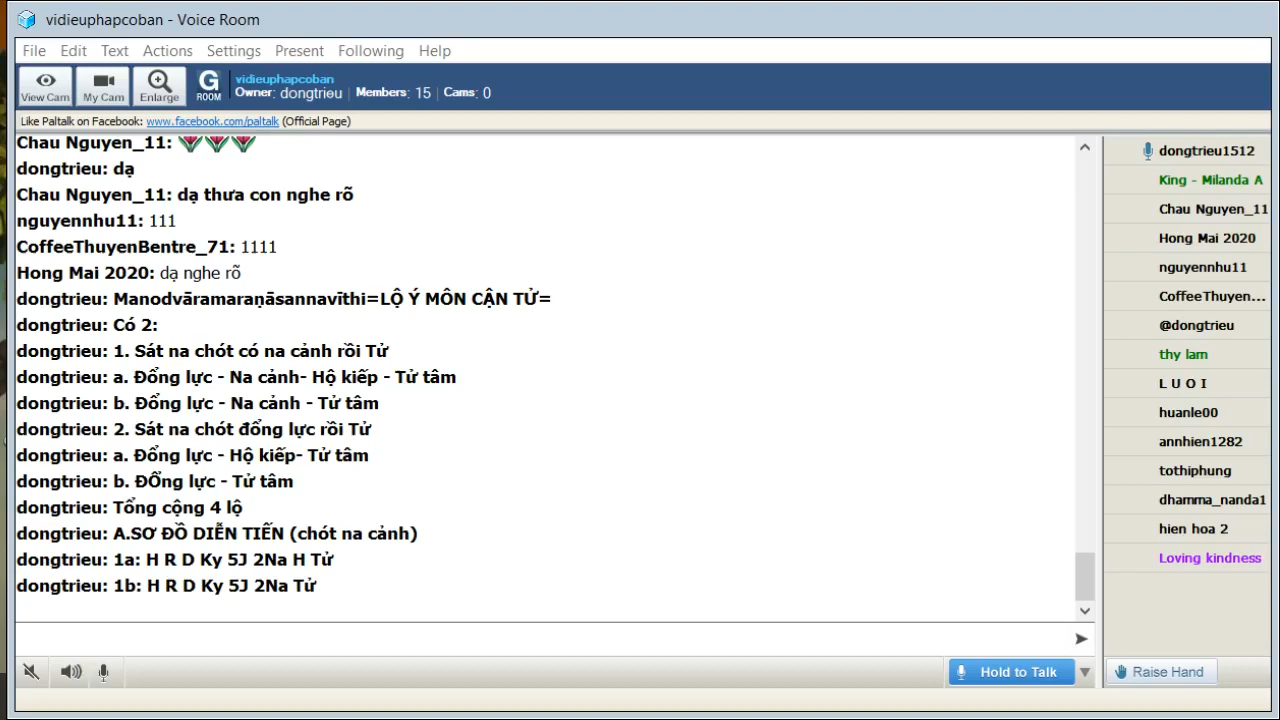 vidieuphapcoban - Voice Room
File Edit Text Actions Settings Present Following Help
View Cam My Cam Enlarge G ROOM
vidieuphapcoban
Owner: dongtrieu | Members: 15 | Cams: 0
Like Paltalk on Facebook: www.facebook.com/paltalk (Official Page)
Chau Nguyen_11:
dongtrieu: dạ
Chau Nguyen_11: dạ thưa con nghe rõ
nguyennhu11: 111
CoffeeThuyenBentre_71: 1111
Hong Mai 2020: dạ nghe rõ
dongtrieu: Manodvāramaraṇāsannavīthi=LỘ Ý MÔN CẬN TỬ=
dongtrieu: Có 2:
dongtrieu: 1. Sát na chót có na cảnh rồi Tử
dongtrieu: a. Đổng lực - Na cảnh- Hộ kiếp - Tử tâm
dongtrieu: b. Đổng lực - Na cảnh - Tử tâm
dongtrieu: 2. Sát na chót đổng lực rồi Tử
dongtrieu: a. Đổng lực - Hộ kiếp- Tử tâm
dongtrieu: b. ĐỔng lực - Tử tâm
dongtrieu: Tổng cộng 4 lộ
dongtrieu: A.SƠ ĐỒ DIỄN TIẾN (chót na cảnh)
dongtrieu: 1a: H R D Ky 5J 2Na H Tử
dongtrieu: 1b: H R D Ky 5J 2Na Tử
dongtrieu1512
King - Milanda A
Chau Nguyen_11
Hong Mai 2020
nguyennhu11
CoffeeThuyen...
@dongtrieu
thy lam
L U O I
huanle00
annhien1282
tothiphung
dhamma_nanda1
hien hoa 2
Loving kindness
Hold to Talk
Raise Hand